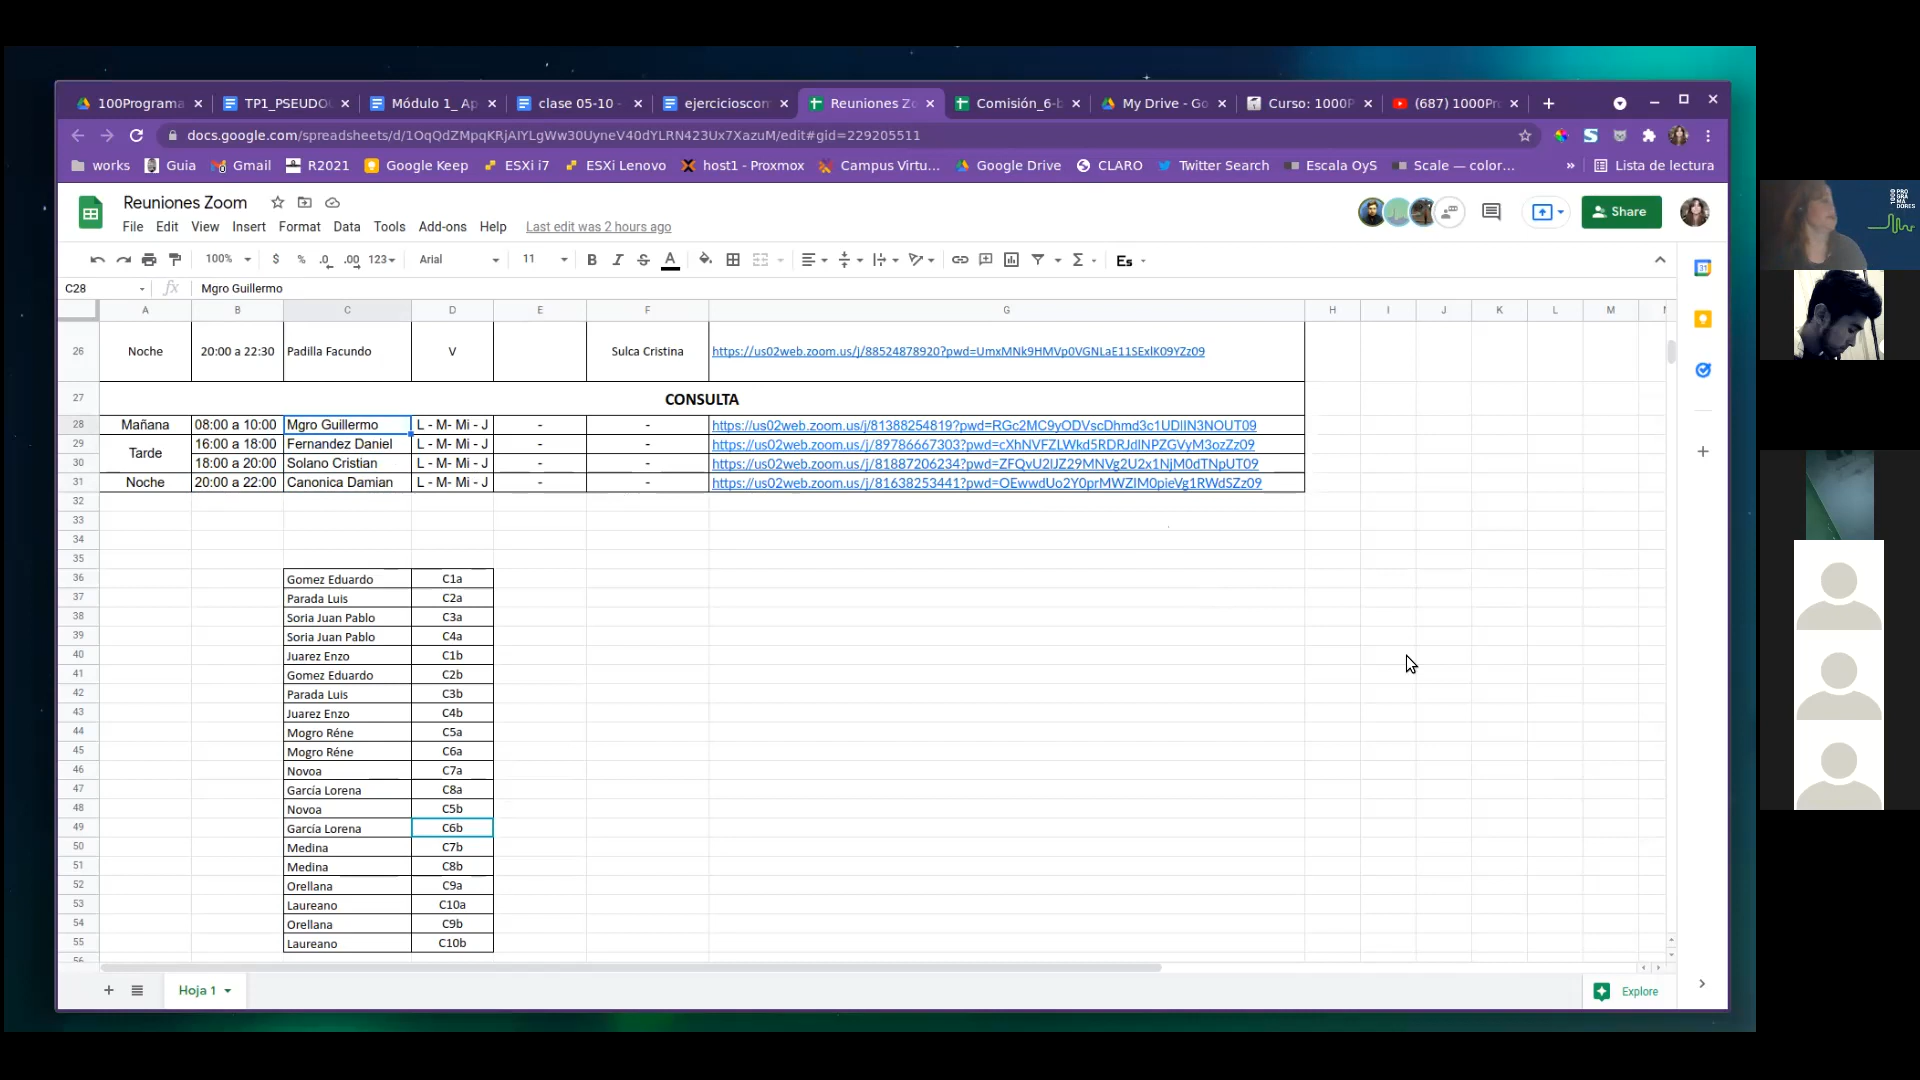 100Programa
TP1_PSEUDO
Módulo 1_ Ap
clase 05-10 -
ejercicioscom
Reuniones Zo
Comisión_6-b
My Drive - Go
Curso: 1000P
(687) 1000Pr
docs.google.com/spreadsheets/d/1OqQdZMpqKRjAIYLgWw30UyneV40dYLRN423Ux7XazuM/edit#gid=229205511
works Guia Gmail R2021 Google Keep ESXi i7 ESXi Lenovo host1 - Proxmox Campus Virtu... Google Drive CLARO Twitter Search Escala OyS Scale — color... » Lista de lectura
Reuniones Zoom
File Edit View Insert Format Data Tools Add-ons Help Last edit was 2 hours ago
Share
100% $ % .0 .00 123 Arial 11 B I S A Σ Es
C28 fx Mgro Guillermo
A B C D E F G H I J K L M
26 Noche 20:00 a 22:30 Padilla Facundo V Sulca Cristina https://us02web.zoom.us/j/88524878920?pwd=UmxMNk9HMVp0VGNLaE11SExlK09YZz09
27 CONSULTA
28 Mañana 08:00 a 10:00 Mgro Guillermo L - M- Mi - J - - https://us02web.zoom.us/j/81388254819?pwd=RGc2MC9yODVscDhmd3c1UDlIN3NOUT09
29 Tarde 16:00 a 18:00 Fernandez Daniel L - M- Mi - J - - https://us02web.zoom.us/j/89786667303?pwd=cXhNVFZLWkd5RDRJdlNPZGVyM3ozZz09
30 18:00 a 20:00 Solano Cristian L - M- Mi - J - - https://us02web.zoom.us/j/81887206234?pwd=ZFQvU2lJZ29MNVg2U2x1NjM0dTNpUT09
31 Noche 20:00 a 22:00 Canonica Damian L - M- Mi - J - - https://us02web.zoom.us/j/81638253441?pwd=OEwwdUo2Y0prMWZIM0pieVg1RWdSZz09
32
33
34
35
36 Gomez Eduardo C1a
37 Parada Luis C2a
38 Soria Juan Pablo C3a
39 Soria Juan Pablo C4a
40 Juarez Enzo C1b
41 Gomez Eduardo C2b
42 Parada Luis C3b
43 Juarez Enzo C4b
44 Mogro Réne C5a
45 Mogro Réne C6a
46 Novoa C7a
47 García Lorena C8a
48 Novoa C5b
49 García Lorena C6b
50 Medina C7b
51 Medina C8b
52 Orellana C9a
53 Laureano C10a
54 Orellana C9b
55 Laureano C10b
56
Hoja 1
Explore